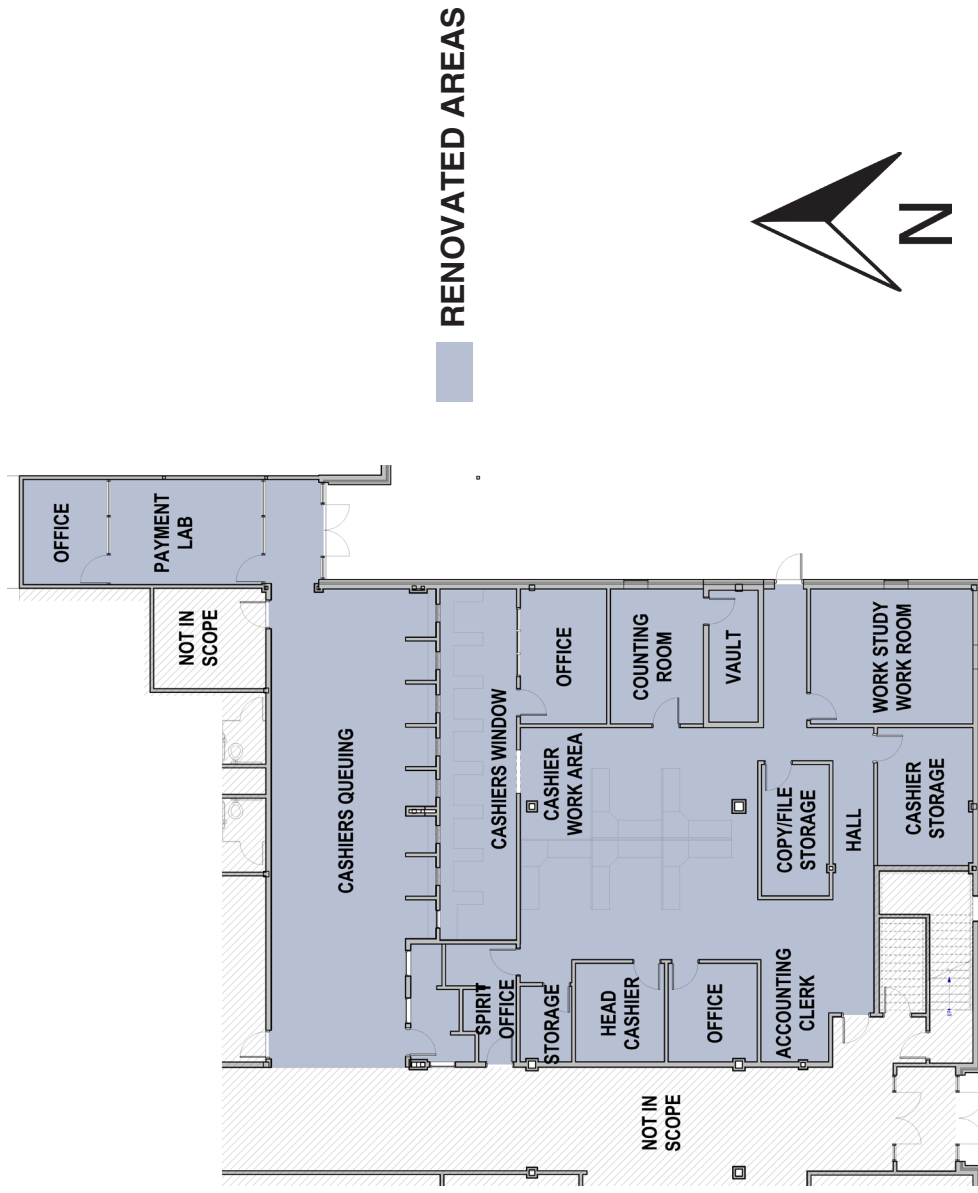 RENOVATED AREAS
N
OFFICE
PAYMENT
LAB
NOT IN
SCOPE
CASHIERS QUEUING
CASHIERS WINDOW
OFFICE
COUNTING
ROOM
VAULT
WORK STUDY
WORK ROOM
CASHIER
WORK AREA
COPY/FILE
STORAGE
HALL
CASHIER
STORAGE
SPIRIT
OFFICE
STORAGE
HEAD
CASHIER
OFFICE
ACCOUNTING
CLERK
NOT IN
SCOPE